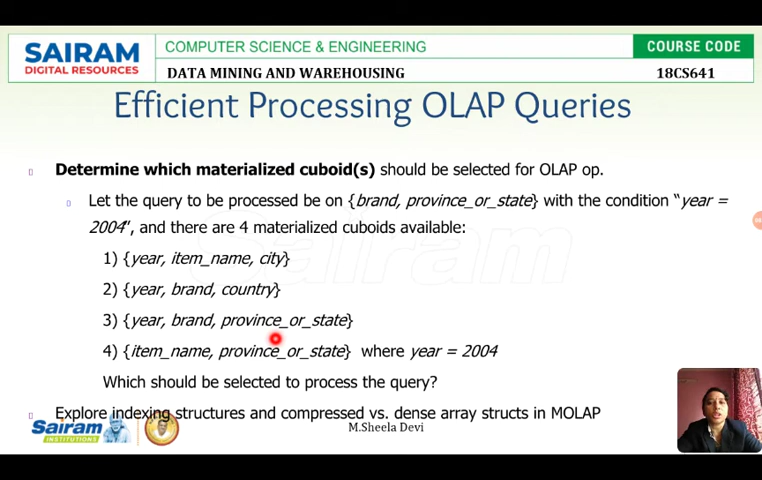 SAIRAM
DIGITAL RESOURCES
COMPUTER SCIENCE & ENGINEERING
COURSE CODE
DATA MINING AND WAREHOUSING
18CS641
Efficient Processing OLAP Queries
Determine which materialized cuboid(s) should be selected for OLAP op.
Let the query to be processed be on {brand, province_or_state} with the condition “year =
2004”, and there are 4 materialized cuboids available:
1) {year, item_name, city}
2) {year, brand, country}
3) {year, brand, province_or_state}
4) {item_name, province_or_state} where year = 2004
Which should be selected to process the query?
Explore indexing structures and compressed vs. dense array structs in MOLAP
Sairam
INSTITUTIONS
M.Sheela Devi
Sairam